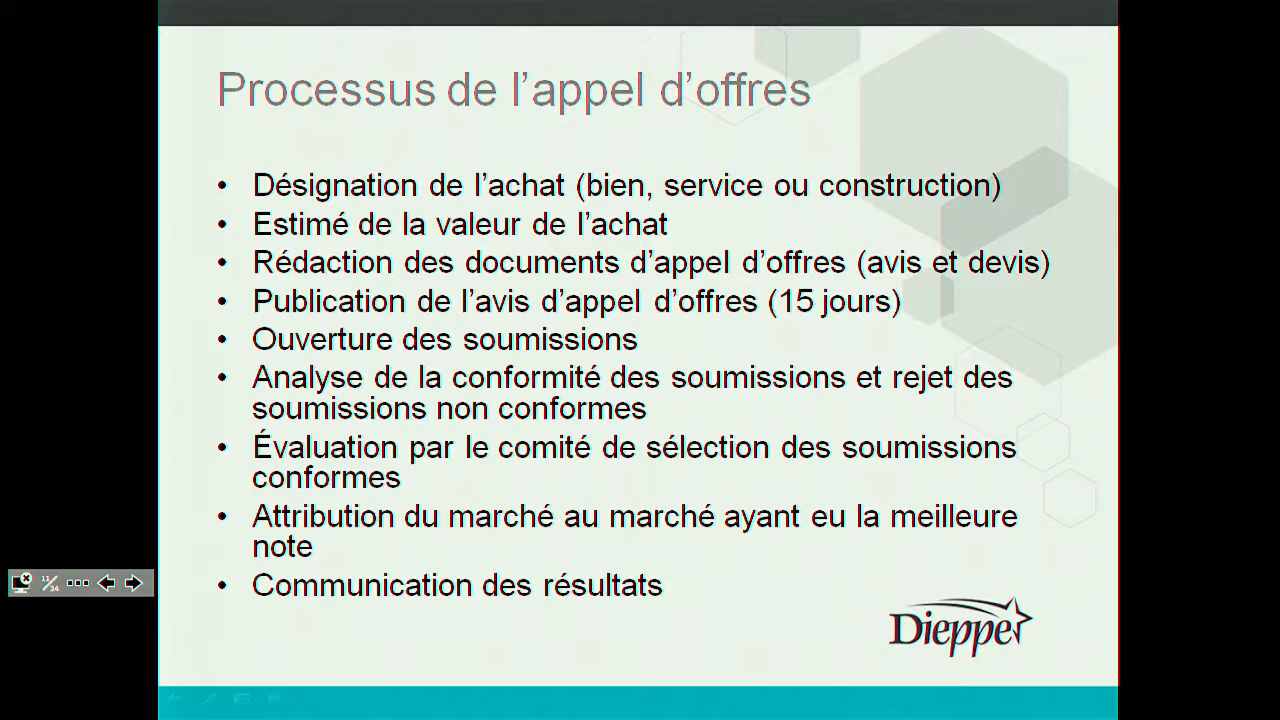 Processus de l'appel d'offres
• Désignation de l'achat (bien, service ou construction)
• Estimé de la valeur de l'achat
• Rédaction des documents d'appel d'offres (avis et devis)
• Publication de l'avis d'appel d'offres (15 jours)
• Ouverture des soumissions
• Analyse de la conformité des soumissions et rejet des
soumissions non conformes
• Évaluation par le comité de sélection des soumissions
conformes
• Attribution du marché au marché ayant eu la meilleure
note
• Communication des résultats
Dieppe